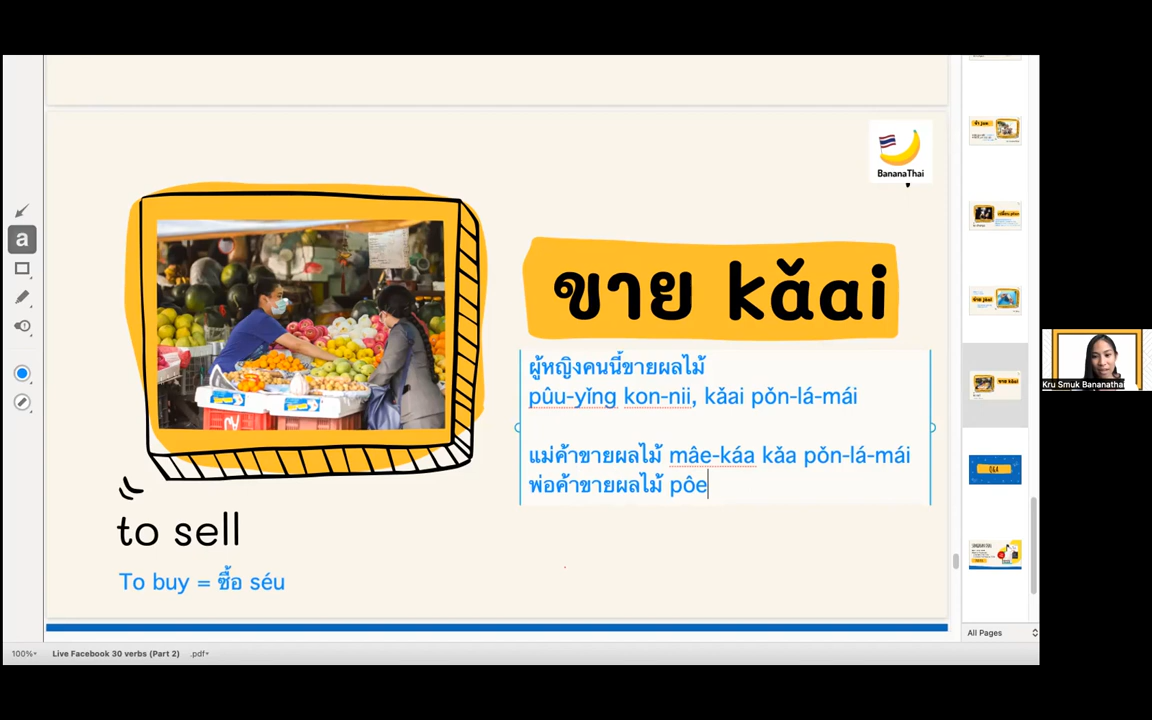 BananaThai
ขาย kǎai
ผู้หญิงคนนี้ขายผลไม้
pûu-yǐng kon-nii, kǎai pǒn-lá-mái
แม่ค้าขายผลไม้ mâe-káa kǎa pǒn-lá-mái
พ่อค้าขายผลไม้ pôe
to sell
To buy = ซื้อ séu
a
Q&A
All Pages
100%
Live Facebook 30 verbs (Part 2)
.pdf
Kru Smuk Bananathai